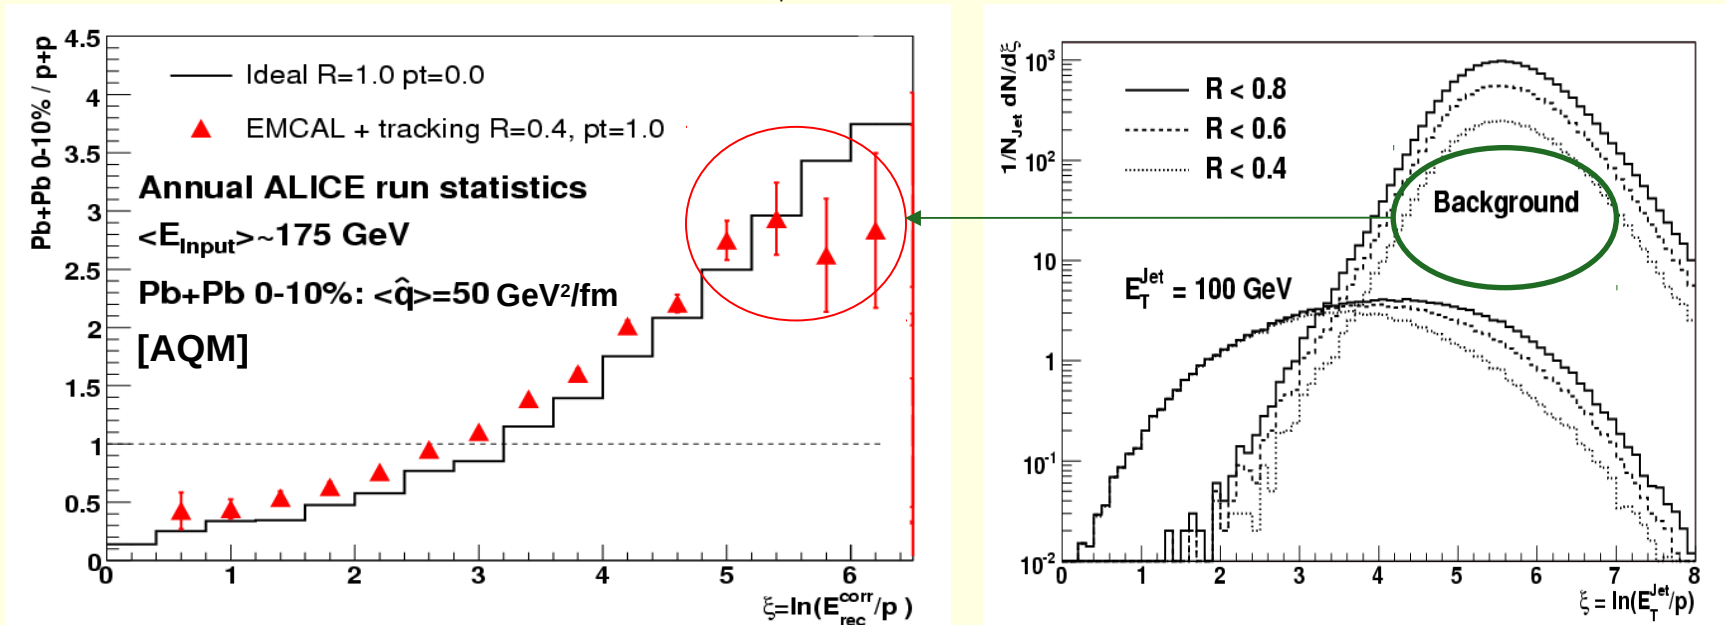 Pb+Pb 0-10% / p+p
4.5
4
3.5
3
2.5
2
1.5
1
0.5
0
Ideal R=1.0 pt=0.0
EMCAL + tracking R=0.4, pt=1.0
Annual ALICE run statistics
<E_Input>~175 GeV
Pb+Pb 0-10%: <q̂>=50 GeV²/fm
[AQM]
0 1 2 3 4 5 6
ξ=ln(E_rec^corr/p )
1/N_Jet dN/dξ
10³
10²
10
1
10⁻¹
10⁻²
R < 0.8
R < 0.6
R < 0.4
Background
E_T^Jet = 100 GeV
0 1 2 3 4 5 6 7 8
ξ = ln(E_T^Jet/p)